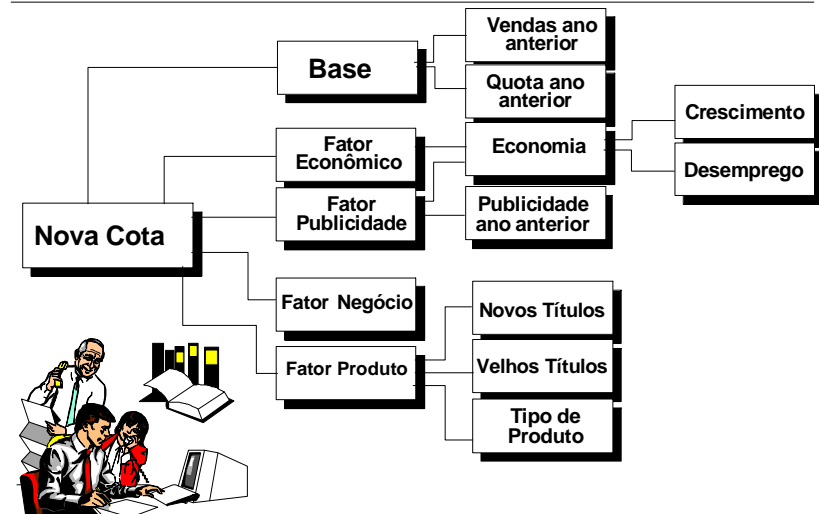 Vendas ano
anterior
Base
Quota ano
anterior
Crescimento
Fator
Econômico
Economia
Desemprego
Fator
Publicidade
Publicidade
ano anterior
Nova Cota
Fator Negócio
Novos Títulos
Fator Produto
Velhos Títulos
Tipo de
Produto